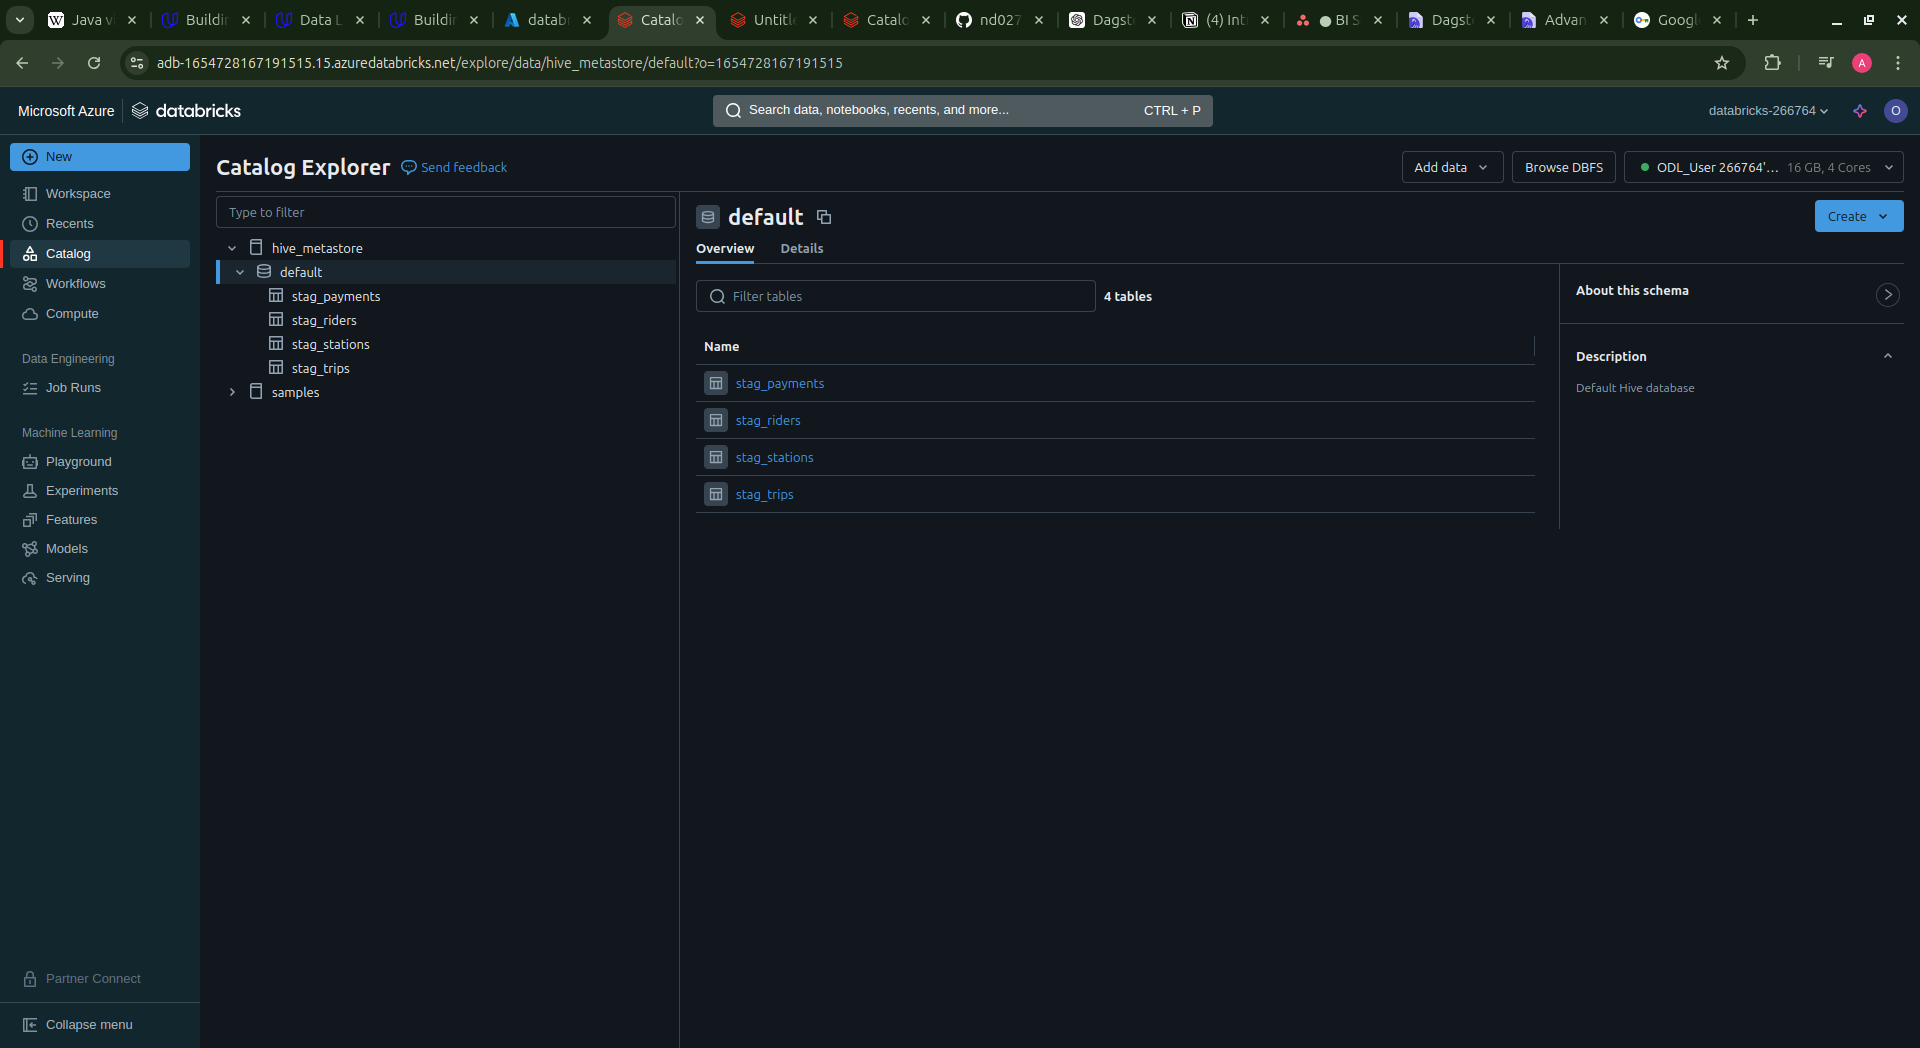 Java vi
Buildin
Data L
Buildin
datab
Catalo
Untitle
Catalo
nd027
Dagst
(4) Int
BI S
Dagst
Advan
Google
adb-1654728167191515.15.azuredatabricks.net/explore/data/hive_metastore/default?o=1654728167191515
A
Microsoft Azure
databricks
Search data, notebooks, recents, and more...
CTRL + P
databricks-266764
O
New
Workspace
Recents
Catalog
Workflows
Compute
Data Engineering
Job Runs
Machine Learning
Playground
Experiments
Features
Models
Serving
Partner Connect
Collapse menu
Catalog Explorer
Send feedback
Add data
Browse DBFS
ODL_User 266764'...
16 GB, 4 Cores
Type to filter
hive_metastore
default
stag_payments
stag_riders
stag_stations
stag_trips
samples
default
Create
Overview
Details
Filter tables
4 tables
Name
stag_payments
stag_riders
stag_stations
stag_trips
About this schema
Description
Default Hive database